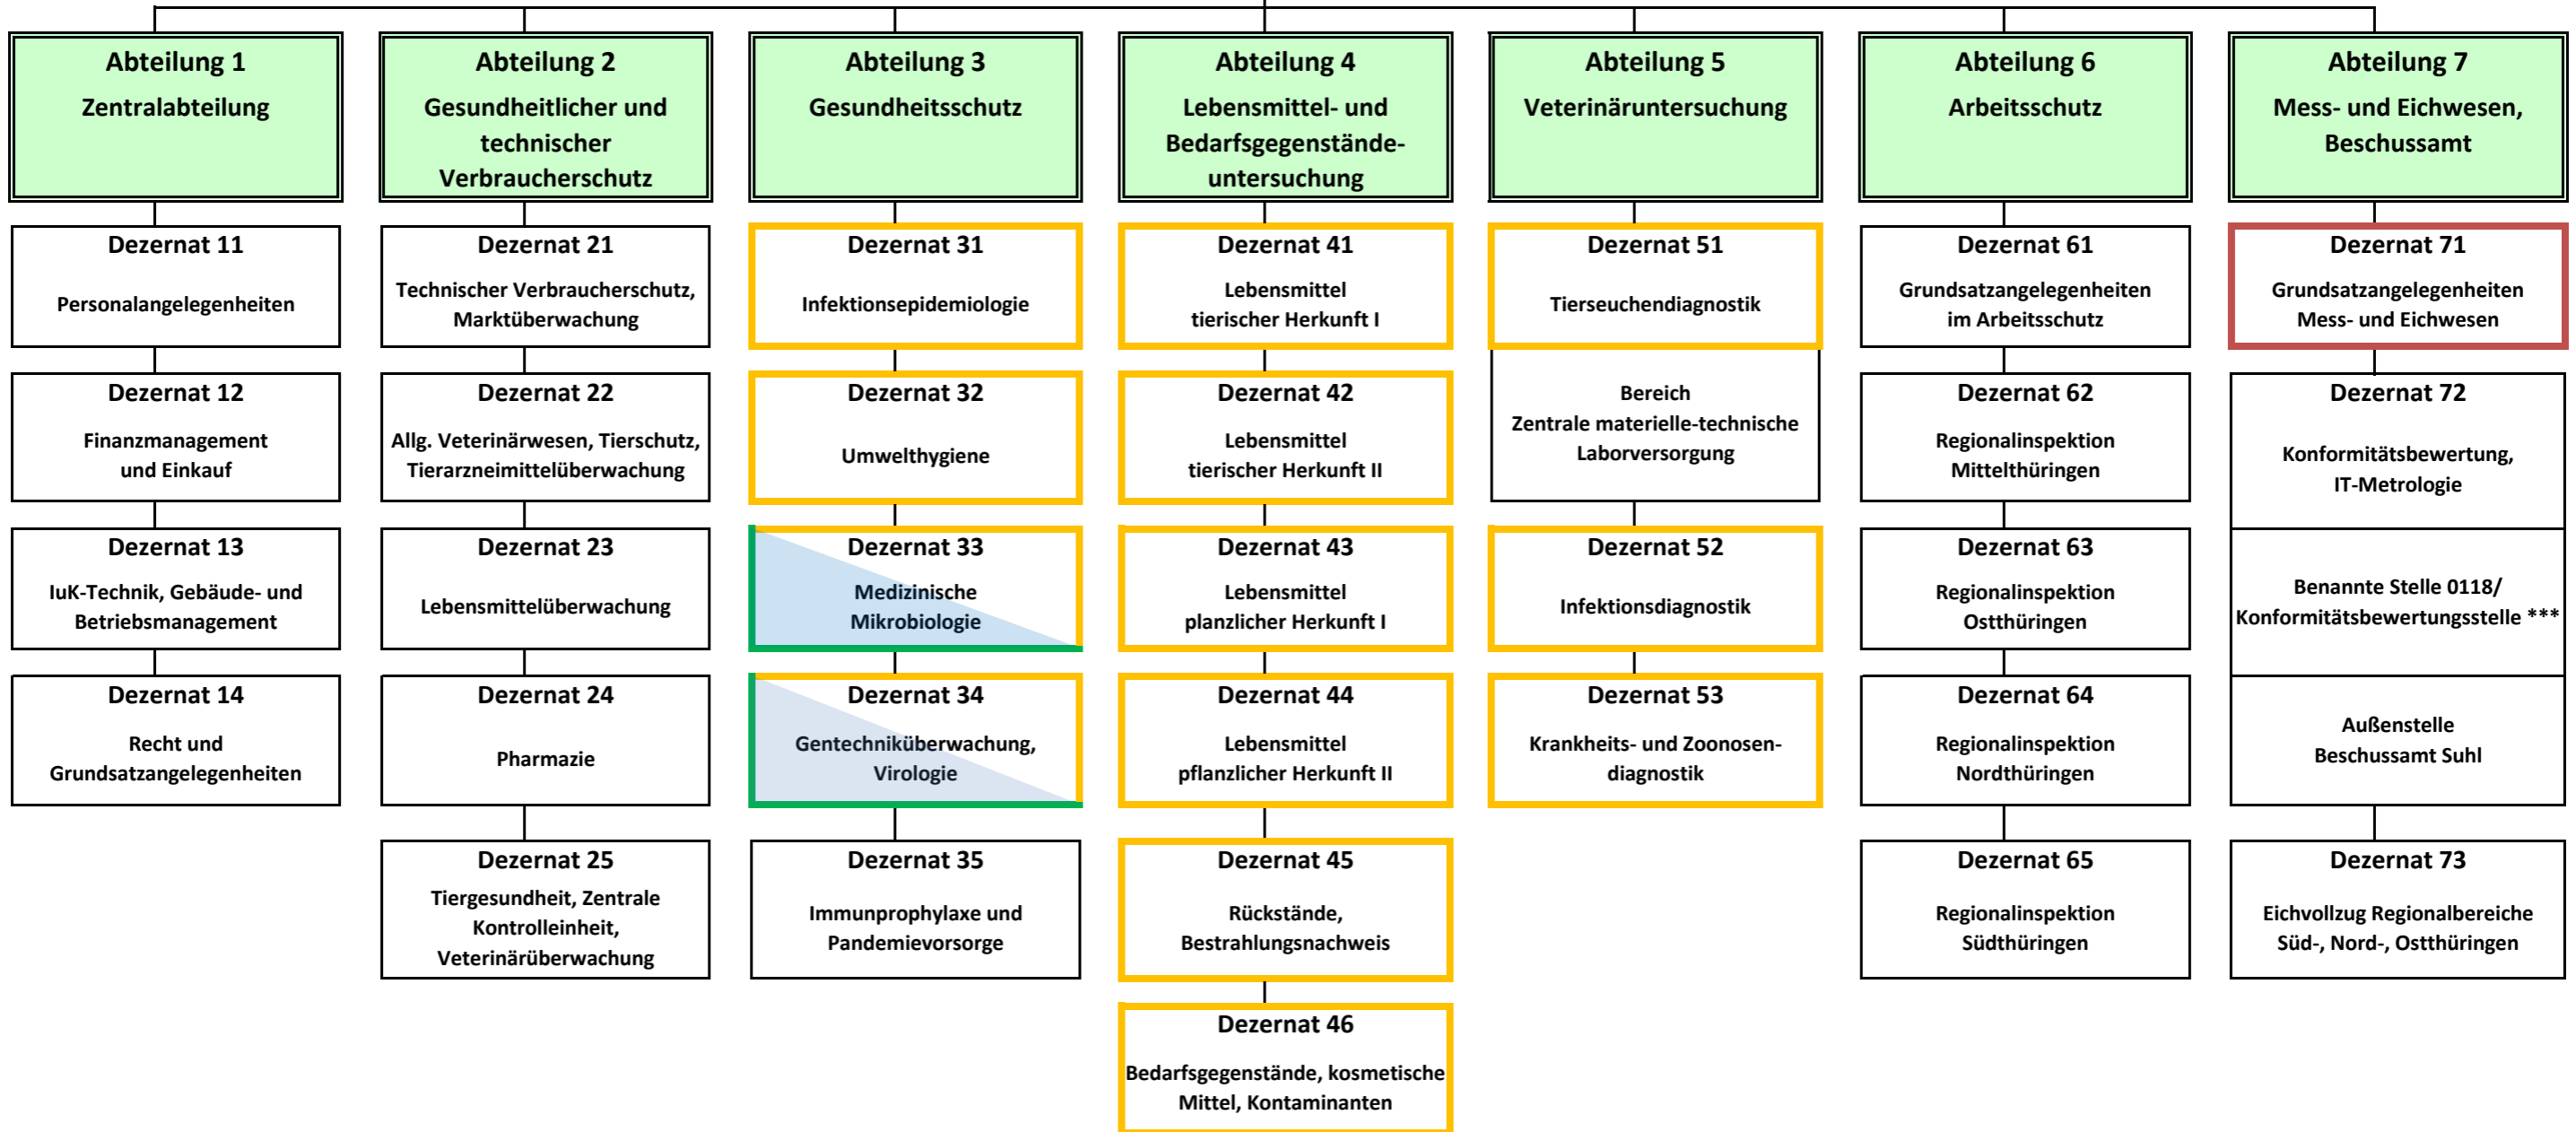 Abteilung 1
Zentralabteilung
Dezernat 11
Personalangelegenheiten
Dezernat 12
Finanzmanagement
und Einkauf
Dezernat 13
IuK-Technik, Gebäude- und
Betriebsmanagement
Dezernat 14
Recht und
Grundsatzangelegenheiten
Abteilung 2
Gesundheitlicher und
technischer
Verbraucherschutz
Dezernat 21
Technischer Verbraucherschutz,
Marktüberwachung
Dezernat 22
Allg. Veterinärwesen, Tierschutz,
Tierarzneimittelüberwachung
Dezernat 23
Lebensmittelüberwachung
Dezernat 24
Pharmazie
Dezernat 25
Tiergesundheit, Zentrale
Kontrolleinheit,
Veterinärüberwachung
Abteilung 3
Gesundheitsschutz
Dezernat 31
Infektionsepidemiologie
Dezernat 32
Umwelthygiene
Dezernat 33
Medizinische
Mikrobiologie
Dezernat 34
Gentechniküberwachung,
Virologie
Dezernat 35
Immunprophylaxe und
Pandemievorsorge
Abteilung 4
Lebensmittel- und
Bedarfsgegenstände-
untersuchung
Dezernat 41
Lebensmittel
tierischer Herkunft I
Dezernat 42
Lebensmittel
tierischer Herkunft II
Dezernat 43
Lebensmittel
planzlicher Herkunft I
Dezernat 44
Lebensmittel
pflanzlicher Herkunft II
Dezernat 45
Rückstände,
Bestrahlungsnachweis
Dezernat 46
Bedarfsgegenstände, kosmetische
Mittel, Kontaminanten
Abteilung 5
Veterinäruntersuchung
Dezernat 51
Tierseuchendiagnostik
Bereich
Zentrale materielle-technische
Laborversorgung
Dezernat 52
Infektionsdiagnostik
Dezernat 53
Krankheits- und Zoonosen-
diagnostik
Abteilung 6
Arbeitsschutz
Dezernat 61
Grundsatzangelegenheiten
im Arbeitsschutz
Dezernat 62
Regionalinspektion
Mittelthüringen
Dezernat 63
Regionalinspektion
Ostthüringen
Dezernat 64
Regionalinspektion
Nordthüringen
Dezernat 65
Regionalinspektion
Südthüringen
Abteilung 7
Mess- und Eichwesen,
Beschussamt
Dezernat 71
Grundsatzangelegenheiten
Mess- und Eichwesen
Dezernat 72
Konformitätsbewertung,
IT-Metrologie
Benannte Stelle 0118/
Konformitätsbewertungsstelle ***
Außenstelle
Beschussamt Suhl
Dezernat 73
Eichvollzug Regionalbereiche
Süd-, Nord-, Ostthüringen